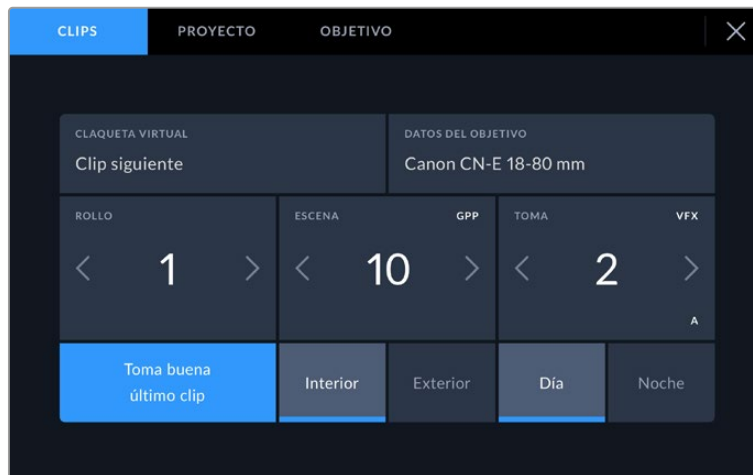 CLIPS PROYECTO OBJETIVO
CLAQUETA VIRTUAL DATOS DEL OBJETIVO
Clip siguiente Canon CN-E 18-80 mm
ROLLO ESCENA GPP TOMA VFX
1 10 2
A
Toma buena
último clip
Interior Exterior Día Noche